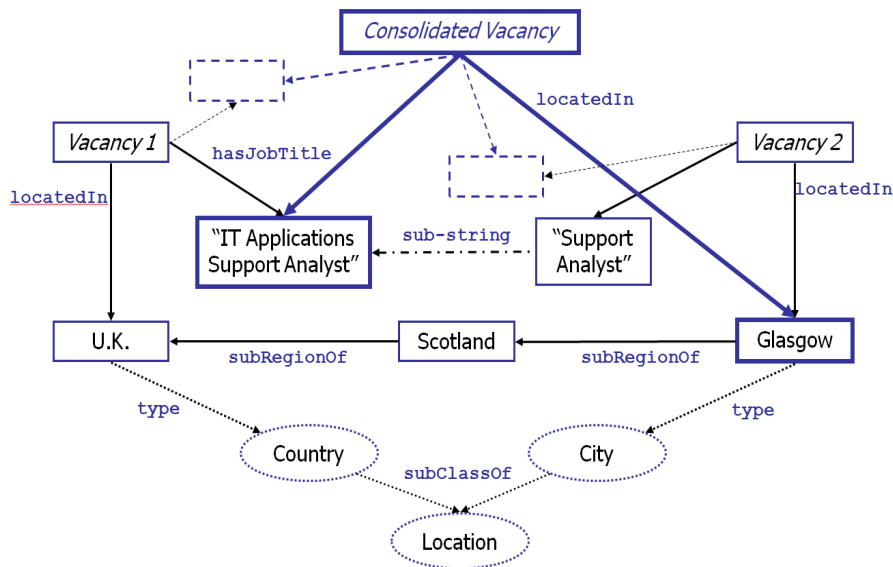 Consolidated Vacancy
locatedIn
Vacancy 1
hasJobTitle
Vacancy 2
locatedIn
locatedIn
"IT Applications
Support Analyst"
sub-string
"Support
Analyst"
U.K.
Scotland
Glasgow
subRegionOf
subRegionOf
type
type
Country
City
subClassOf
Location